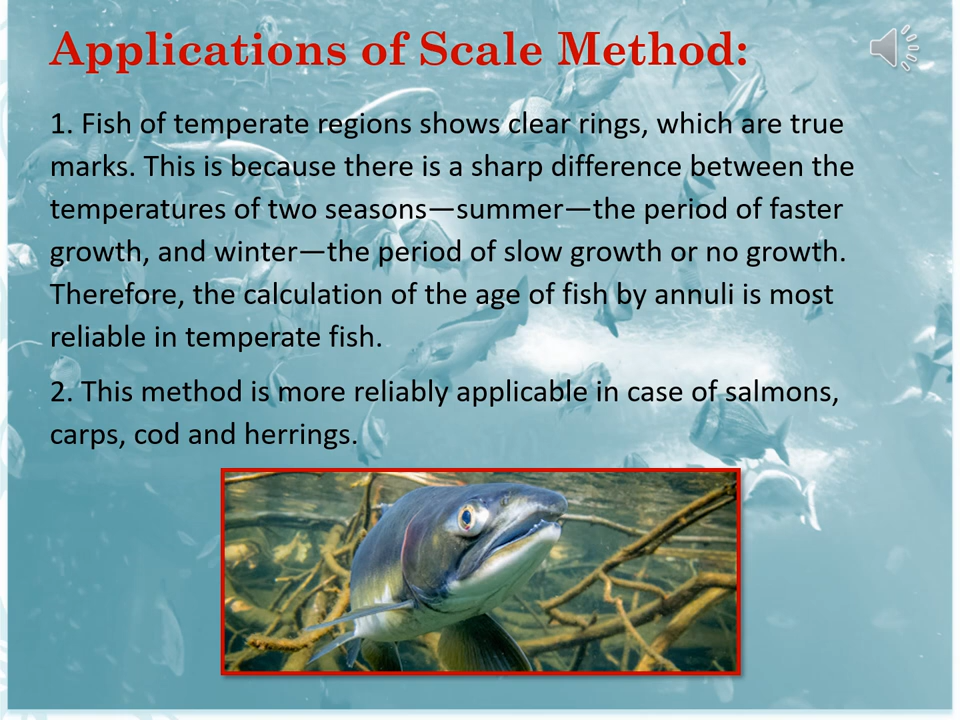 Applications of Scale Method:
1. Fish of temperate regions shows clear rings, which are true
marks. This is because there is a sharp difference between the
temperatures of two seasons—summer—the period of faster
growth, and winter—the period of slow growth or no growth.
Therefore, the calculation of the age of fish by annuli is most
reliable in temperate fish.
2. This method is more reliably applicable in case of salmons,
carps, cod and herrings.